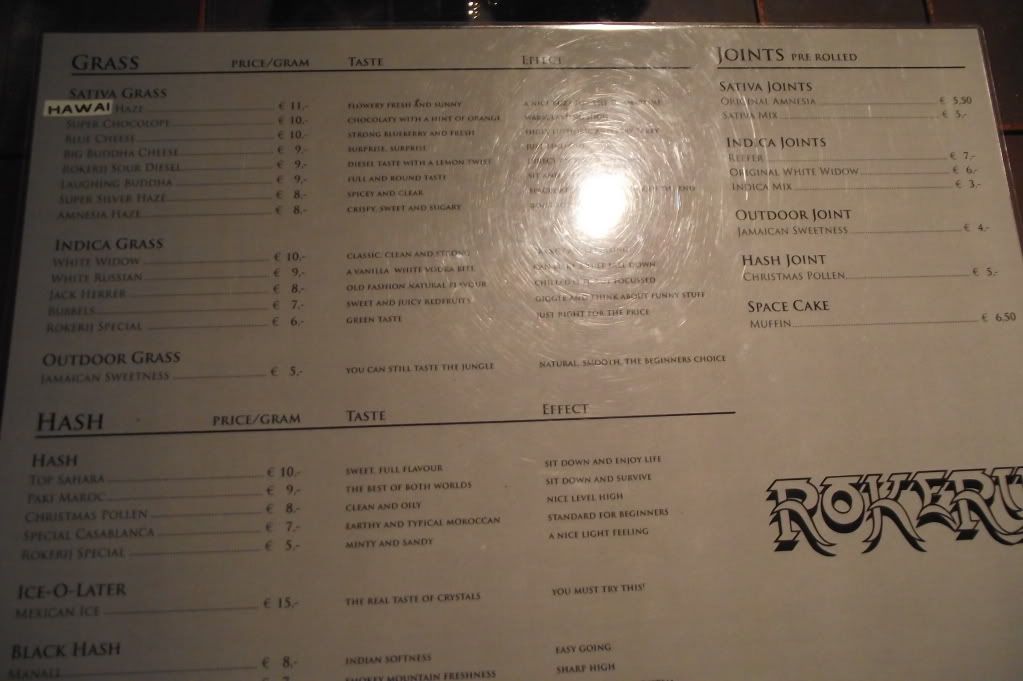 GRASS PRICE/GRAM TASTE EFFECT
SATIVA GRASS
HAWAI HAZE € 11,- FLOWERY FRESH AND SUNNY A NICE
SUPER CHOCOLOPE € 10,- CHOCOLATY WITH A HINT OF ORANGE
BLUE CHEESE € 10,- STRONG BLUEBERRY AND FRESH
BIG BUDDHA CHEESE € 9,- SURPRISE, SURPRISE
ROKERIJ SOUR DIESEL € 9,- DIESEL TASTE WITH A LEMON TWIST
LAUGHING BUDDHA € 9,- FULL AND ROUND TASTE SIT AND
SUPER SILVER HAZE € 8,- SPICEY AND CLEAR
AMNESIA HAZE € 8,- CRISPY, SWEET AND SUGARY
INDICA GRASS
WHITE WIDOW € 10,- CLASSIC, CLEAN AND STRONG
WHITE RUSSIAN € 9,- A VANILLA WHITE VODKA DOWN
JACK HERRER € 8,- OLD FASHION NATURAL FLAVOUR CHILLED FOCUSSED
BUBBELS € 7,- SWEET AND JUICY REDFRUITS GIGGLE AND THINK ABOUT FUNNY STUFF
ROKERIJ SPECIAL € 6,- GREEN TASTE JUST RIGHT FOR THE PRICE
OUTDOOR GRASS
JAMAICAN SWEETNESS € 5,- YOU CAN STILL TASTE THE JUNGLE NATURAL, SMOOTH, THE BEGINNERS CHOICE
HASH PRICE/GRAM TASTE EFFECT
HASH
TOP SAHARA € 10,- SWEET, FULL FLAVOUR SIT DOWN AND ENJOY LIFE
PAKI MAROC € 9,- THE BEST OF BOTH WORLDS SIT DOWN AND SURVIVE
CHRISTMAS POLLEN € 8,- CLEAN AND OILY NICE LEVEL HIGH
SPECIAL CASABLANCA € 7,- EARTHY AND TYPICAL MOROCCAN STANDARD FOR BEGINNERS
ROKERIJ SPECIAL € 5,- MINTY AND SANDY A NICE LIGHT FEELING
ICE-O-LATER
MEXICAN ICE € 15,- THE REAL TASTE OF CRYSTALS YOU MUST TRY THIS!
BLACK HASH
MANALI € 8,- INDIAN SOFTNESS EASY GOING
SMOKEY MOUNTAIN FRESHNESS SHARP HIGH
JOINTS PRE ROLLED
SATIVA JOINTS
ORIGINAL AMNESIA € 5,50
SATIVA MIX € 5,-
INDICA JOINTS
REEFER € 7,-
ORIGINAL WHITE WIDOW € 6,-
INDICA MIX € 3,-
OUTDOOR JOINT
JAMAICAN SWEETNESS € 4,-
HASH JOINT
CHRISTMAS POLLEN € 5,-
SPACE CAKE
MUFFIN € 6,50
ROKERIJ